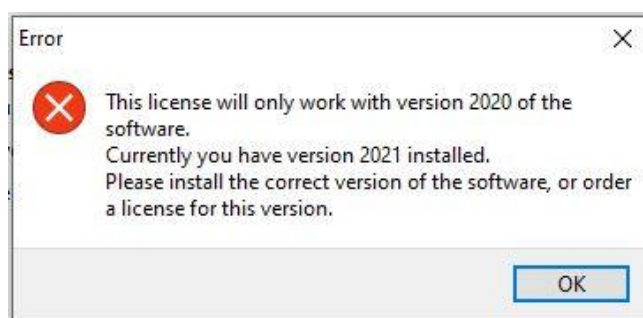 Error
This license will only work with version 2020 of the
software.
Currently you have version 2021 installed.
Please install the correct version of the software, or order
a license for this version.
OK